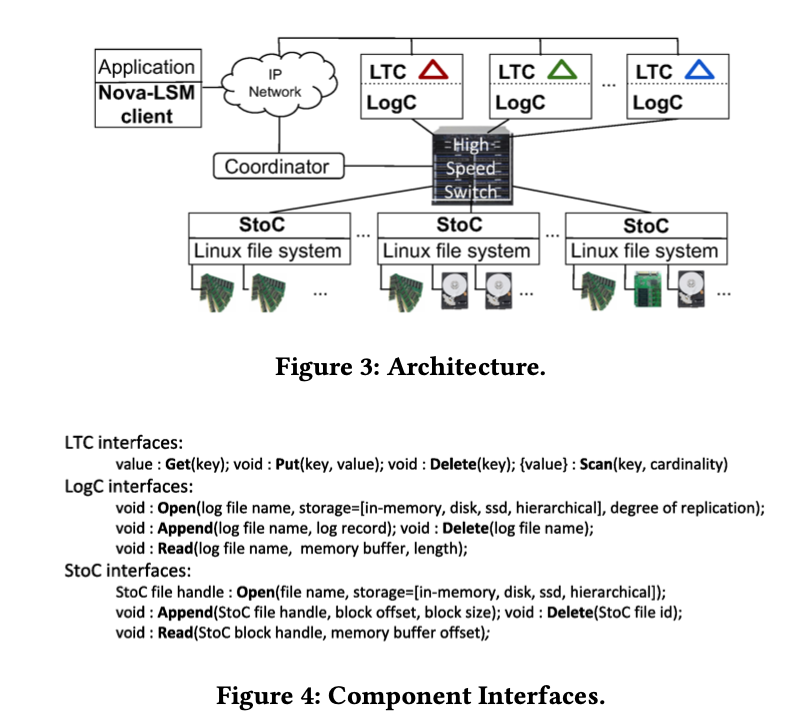 Application
Nova-LSM
client
IP
Network
LTC
LogC
LTC
LogC
...
LTC
LogC
Coordinator
High
Speed
Switch
StoC
Linux file system
...
...
StoC
Linux file system
...
...
StoC
Linux file system
...
Figure 3: Architecture.
LTC interfaces:
value : Get(key); void : Put(key, value); void : Delete(key); {value} : Scan(key, cardinality)
LogC interfaces:
void : Open(log file name, storage=[in-memory, disk, ssd, hierarchical], degree of replication);
void : Append(log file name, log record); void : Delete(log file name);
void : Read(log file name, memory buffer, length);
StoC interfaces:
StoC file handle : Open(file name, storage=[in-memory, disk, ssd, hierarchical]);
void : Append(StoC file handle, block offset, block size); void : Delete(StoC file id);
void : Read(StoC block handle, memory buffer offset);
Figure 4: Component Interfaces.